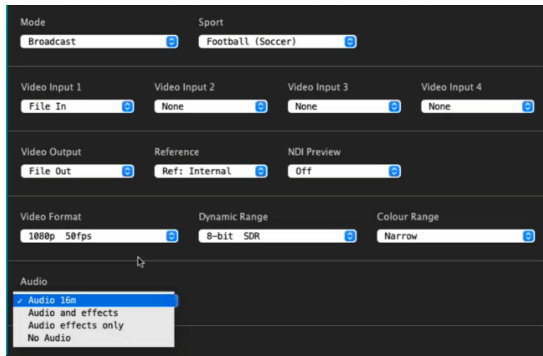 Mode Sport
Broadcast Football (Soccer)
Video Input 1 Video Input 2 Video Input 3 Video Input 4
File In None None None
Video Output Reference NDI Preview
File Out Ref: Internal Off
Video Format Dynamic Range Colour Range
1080p 50fps 8-bit SDR Narrow
Audio
✓ Audio 16m
Audio and effects
Audio effects only
No Audio